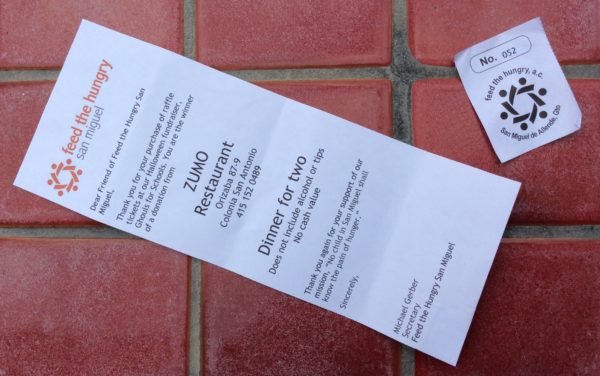 feed the hungry
san miguel
Dear Friend of Feed the Hungry San
Miguel,
Thank you for your purchase of raffle
tickets at our Halloween fundraiser,
Ghouls for Schools. You are the winner
of a donation from
ZUMO
Restaurant
Orisaba 87-9
Colonia San Antonio
415 152 0489
Dinner for two
Does not include alcohol or tips
No cash value
Thank you again for your support of our
mission, "No child in San Miguel shall
know the pain of hunger."
Sincerely,
Michael Gerber
Secretary
Feed the Hungry San Miguel
No. 052
feed the hungry, a.c.
San Miguel de Allende, Gto